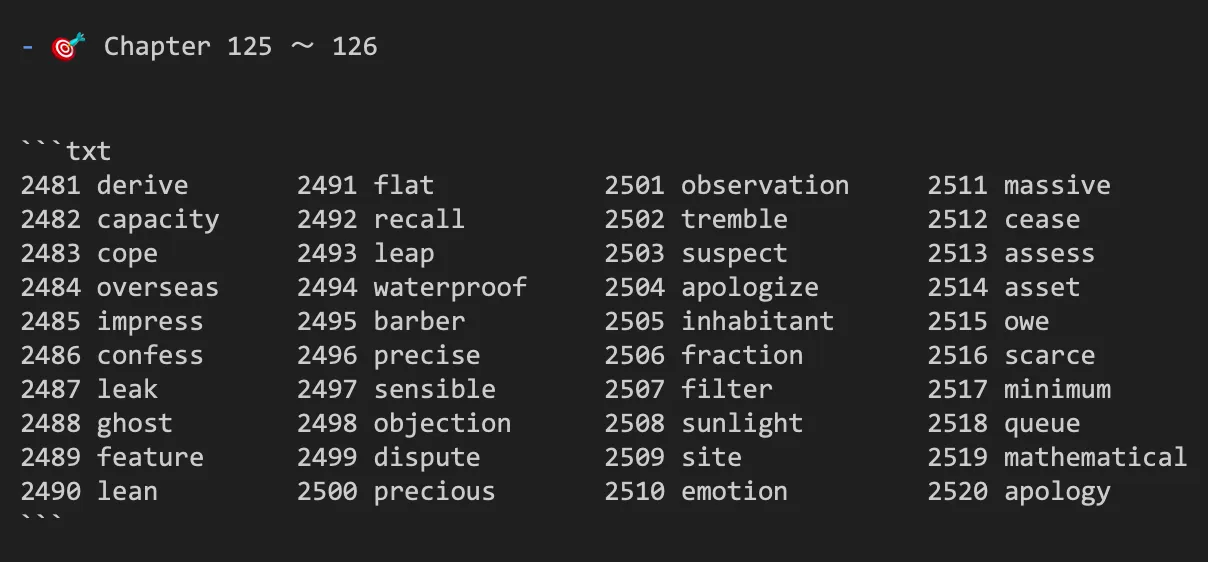 - 🎯 Chapter 125 ～ 126
```txt
2481 derive 2491 flat 2501 observation 2511 massive
2482 capacity 2492 recall 2502 tremble 2512 cease
2483 cope 2493 leap 2503 suspect 2513 assess
2484 overseas 2494 waterproof 2504 apologize 2514 asset
2485 impress 2495 barber 2505 inhabitant 2515 owe
2486 confess 2496 precise 2506 fraction 2516 scarce
2487 leak 2497 sensible 2507 filter 2517 minimum
2488 ghost 2498 objection 2508 sunlight 2518 queue
2489 feature 2499 dispute 2509 site 2519 mathematical
2490 lean 2500 precious 2510 emotion 2520 apology
```